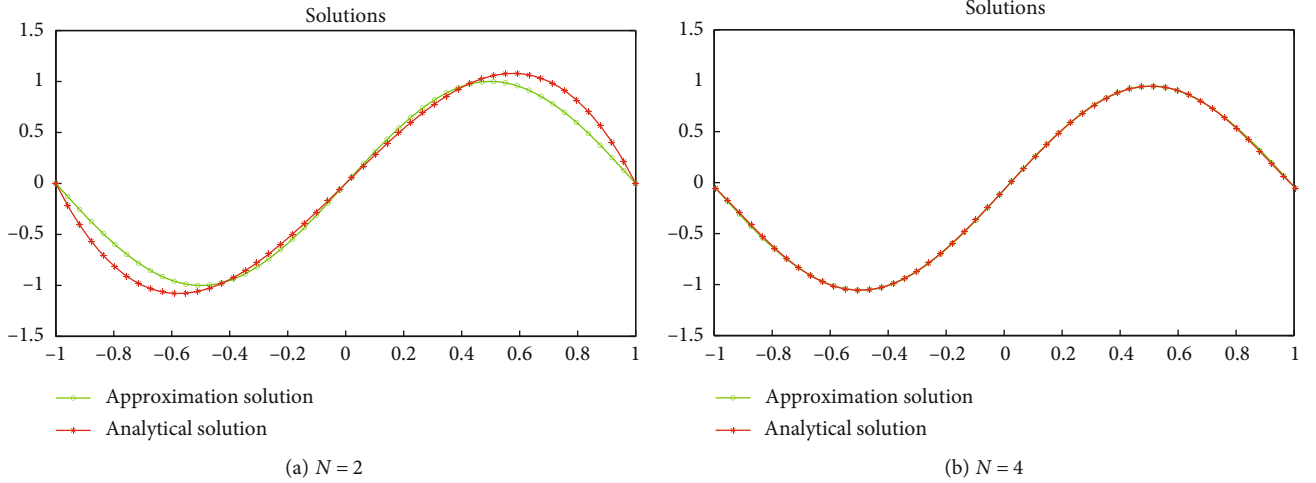 Solutions
1.5
1
0.5
0
−0.5
−1
−1.5
−1 −0.8 −0.6 −0.4 −0.2 0 0.2 0.4 0.6 0.8 1
Approximation solution
Analytical solution
(a) N = 2
Solutions
1.5
1
0.5
0
−0.5
−1
−1.5
−1 −0.8 −0.6 −0.4 −0.2 0 0.2 0.4 0.6 0.8 1
Approximation solution
Analytical solution
(b) N = 4